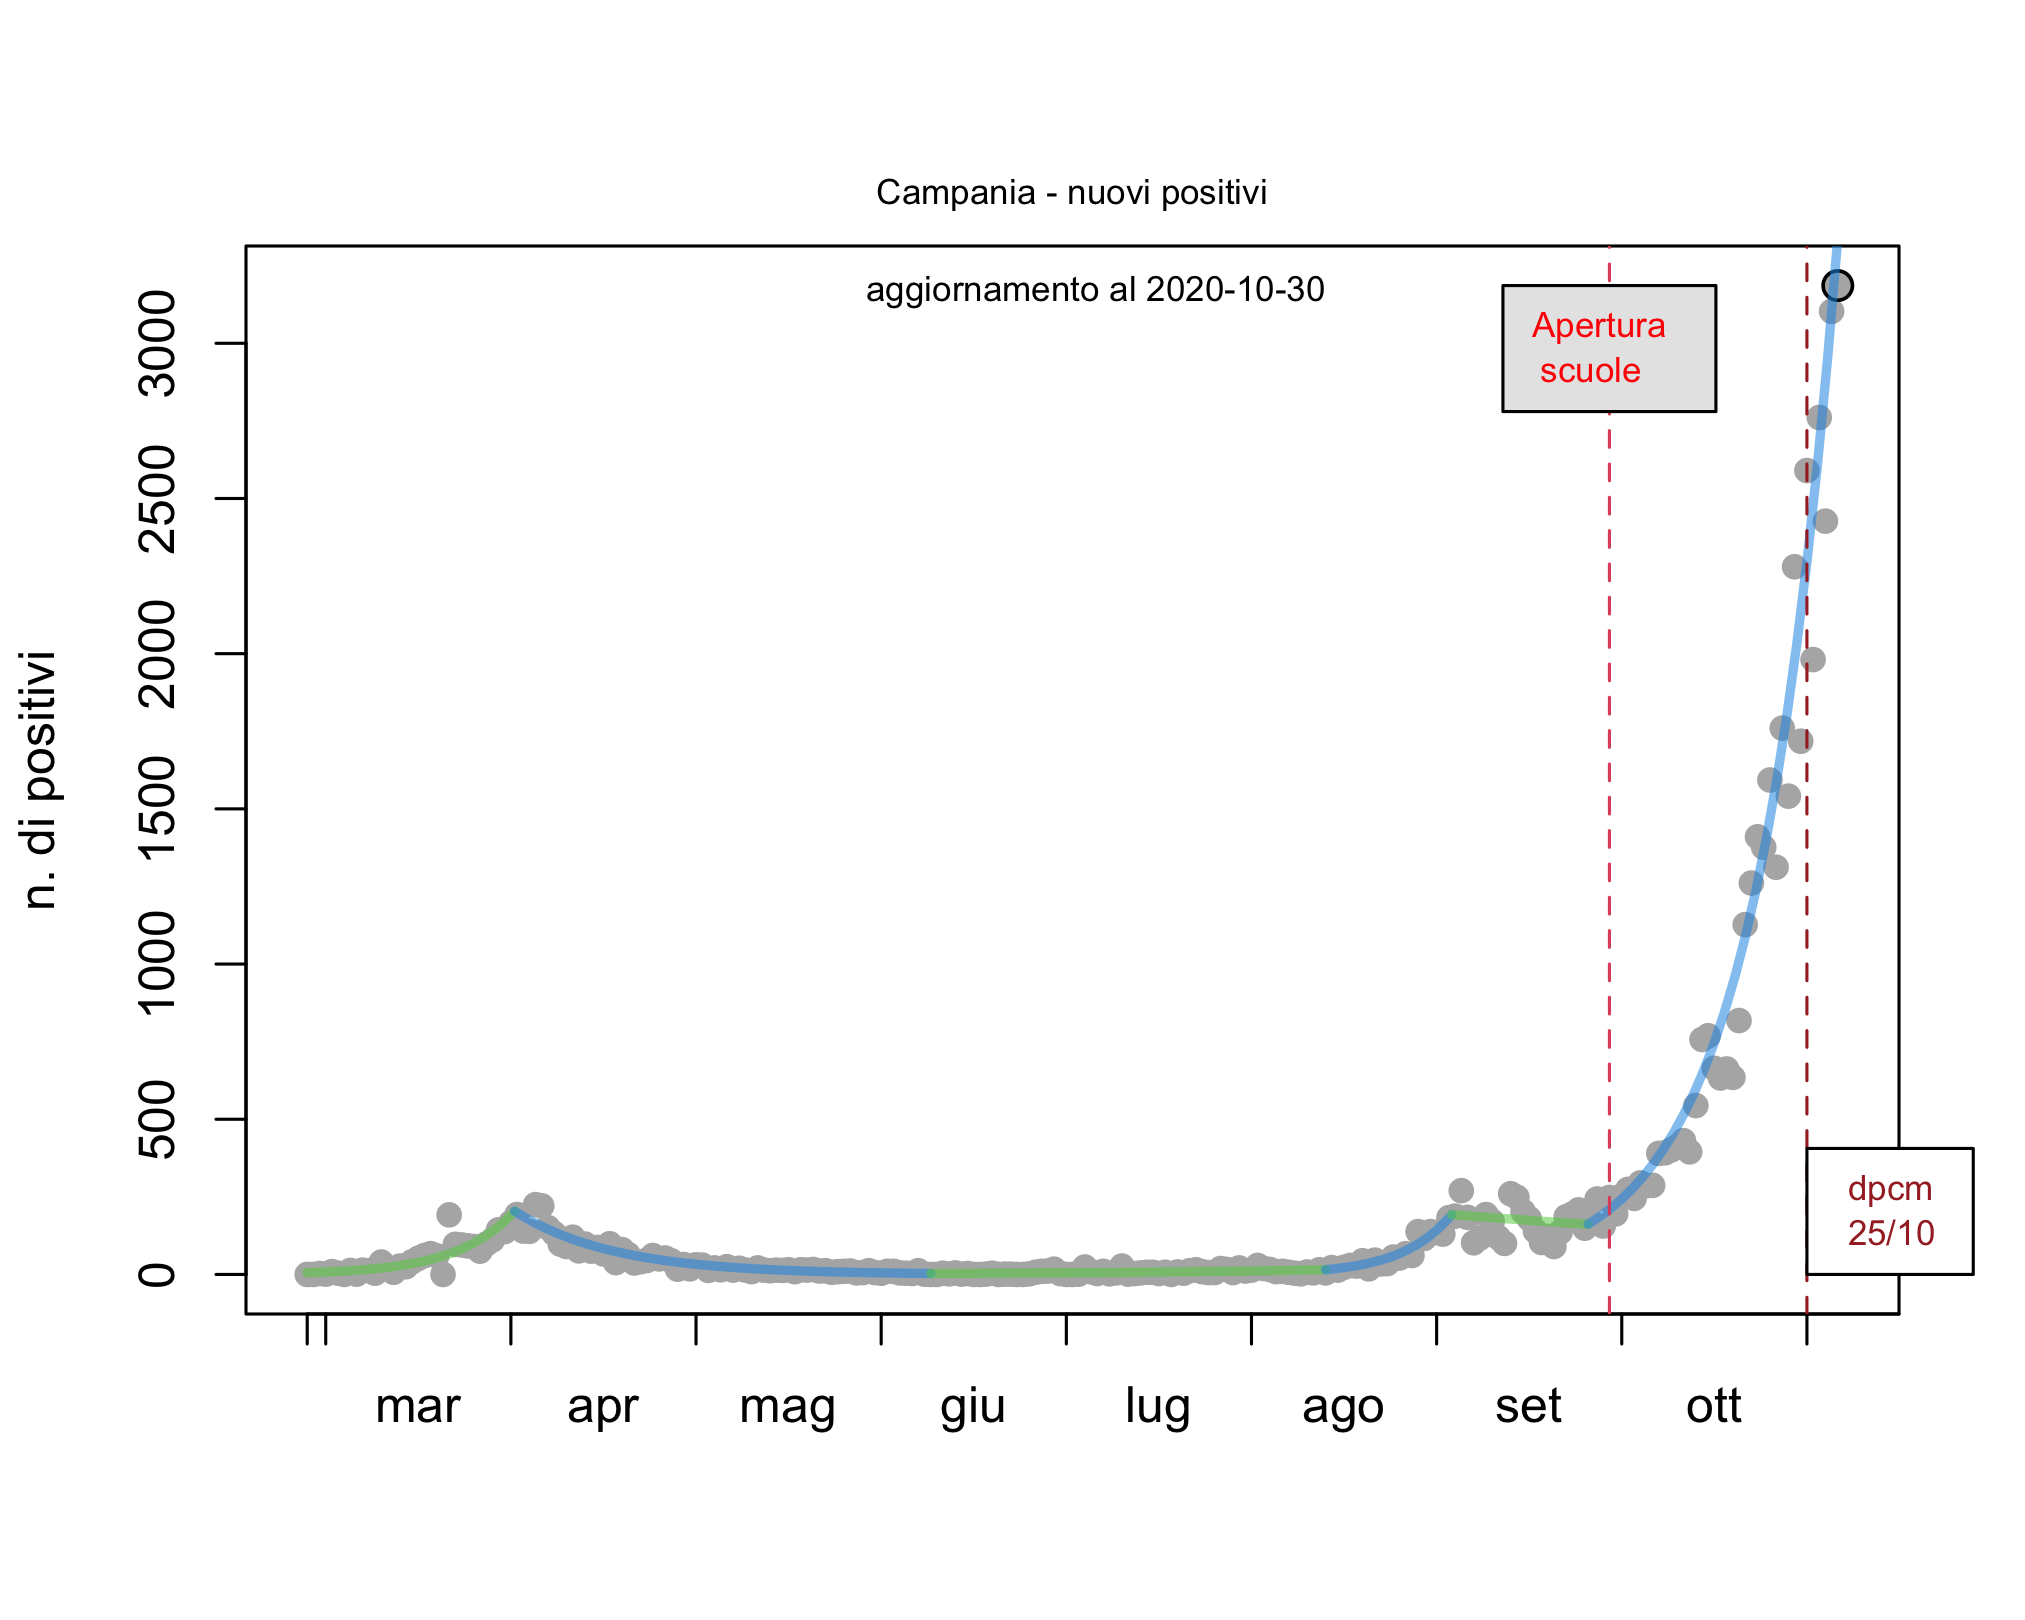 Campania - nuovi positivi
aggiornamento al 2020-10-30
Apertura
scuole
3000
2500
2000
1500
1000
500
0
n. di positivi
dpcm
25/10
mar apr mag giu lug ago set ott